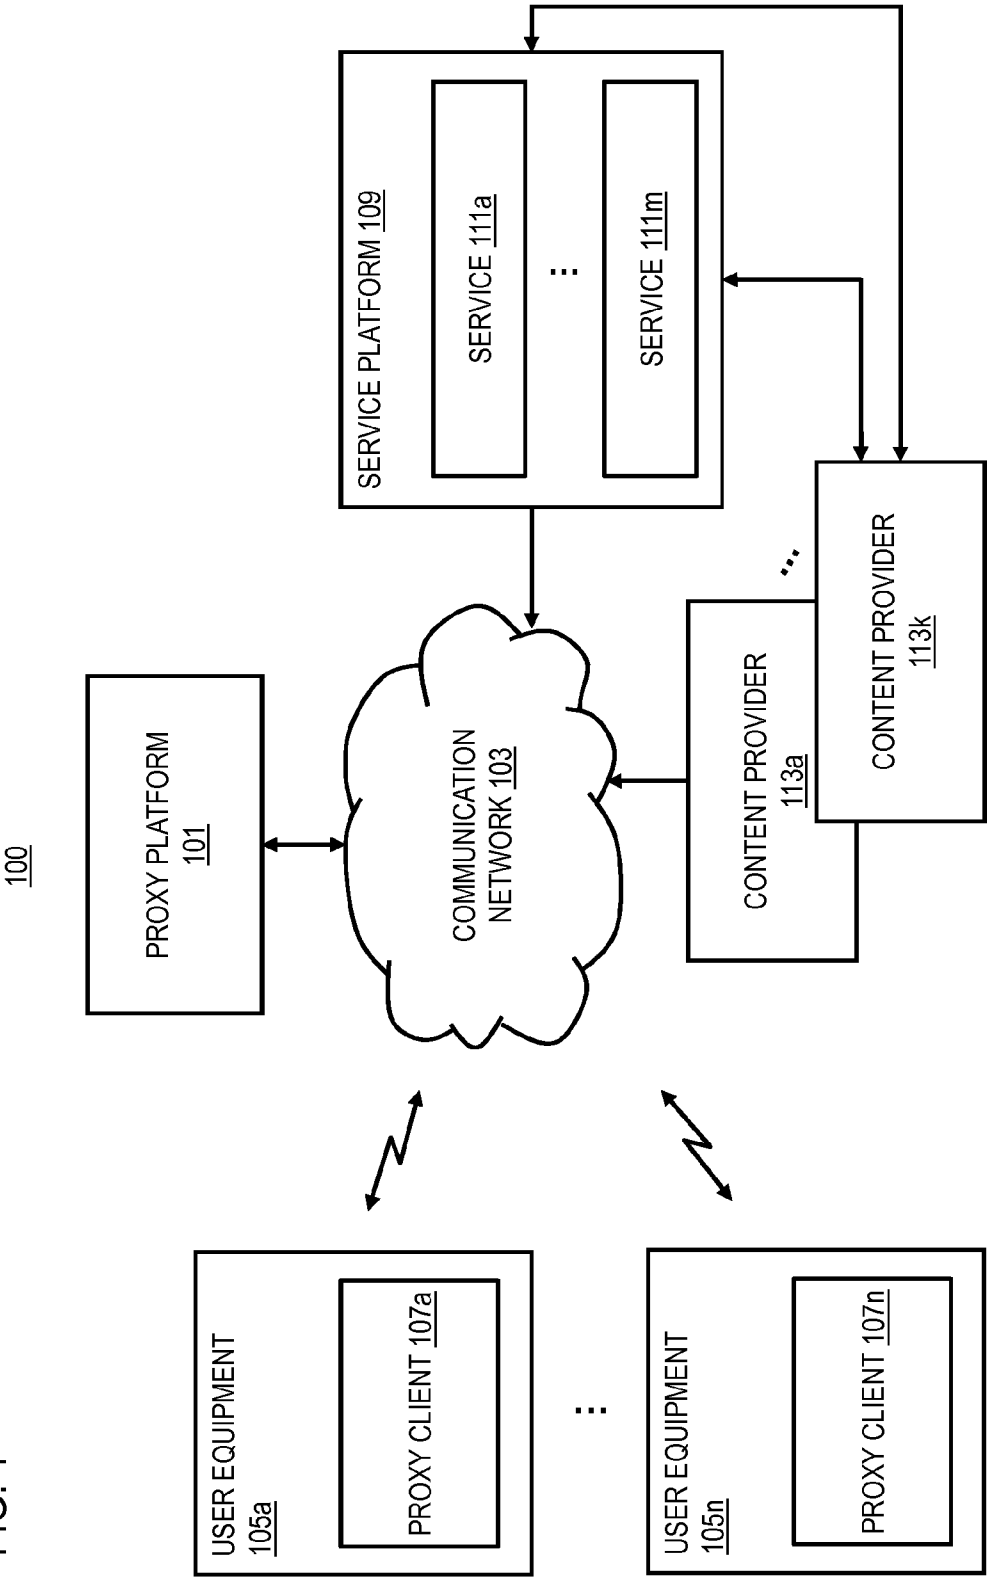 100
PROXY PLATFORM
101
USER EQUIPMENT
105a
PROXY CLIENT 107a
...
USER EQUIPMENT
105n
PROXY CLIENT 107n
COMMUNICATION
NETWORK 103
SERVICE PLATFORM 109
SERVICE 111a
...
SERVICE 111m
CONTENT PROVIDER
113a
...
CONTENT PROVIDER
113k